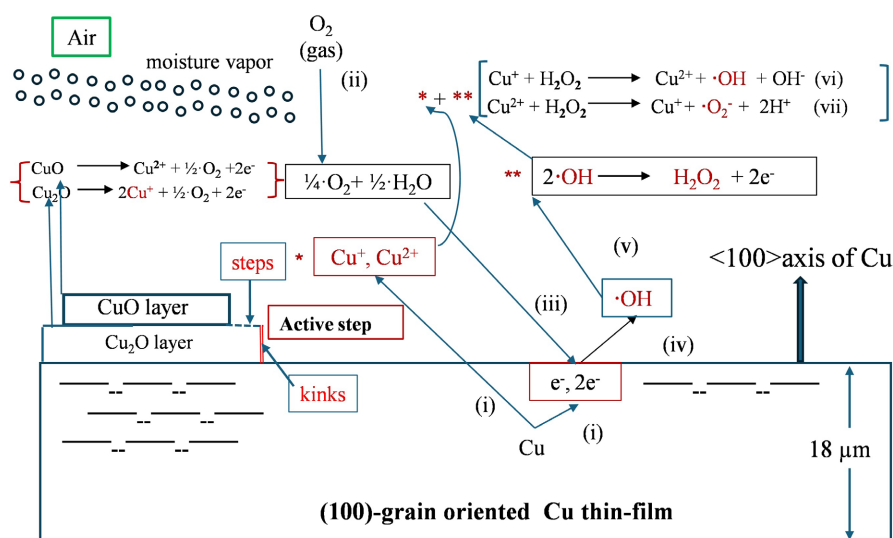 Air
moisture vapor
O₂
(gas)
(ii)
* + **
Cu⁺ + H₂O₂ ⟶ Cu²⁺ + ·OH + OH⁻ (vi)
Cu²⁺ + H₂O₂ ⟶ Cu⁺ + ·O₂⁻ + 2H⁺ (vii)
CuO ⟶ Cu²⁺ + ½·O₂ +2e⁻
Cu₂O ⟶ 2Cu⁺ + ½·O₂ + 2e⁻
¼·O₂+ ½·H₂O
** 2·OH ⟶ H₂O₂ + 2e⁻
steps
* Cu⁺, Cu²⁺
(v)
<100>axis of Cu
·OH
(iii)
CuO layer
Active step
Cu₂O layer
(iv)
e⁻, 2e⁻
kinks
(i)
(i)
Cu
18 µm
(100)-grain oriented Cu thin-film